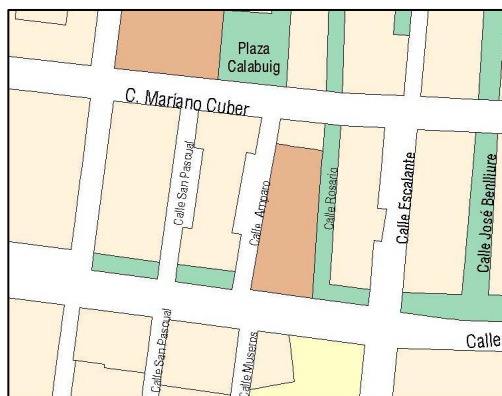 Plaza
Calabuig
C. Mariano Cuber
Calle San Pascual
Calle Amparo
Calle Rosario
Calle Escalante
Calle José Benlliure
Calle San Pascual
Calle Museros
Calle